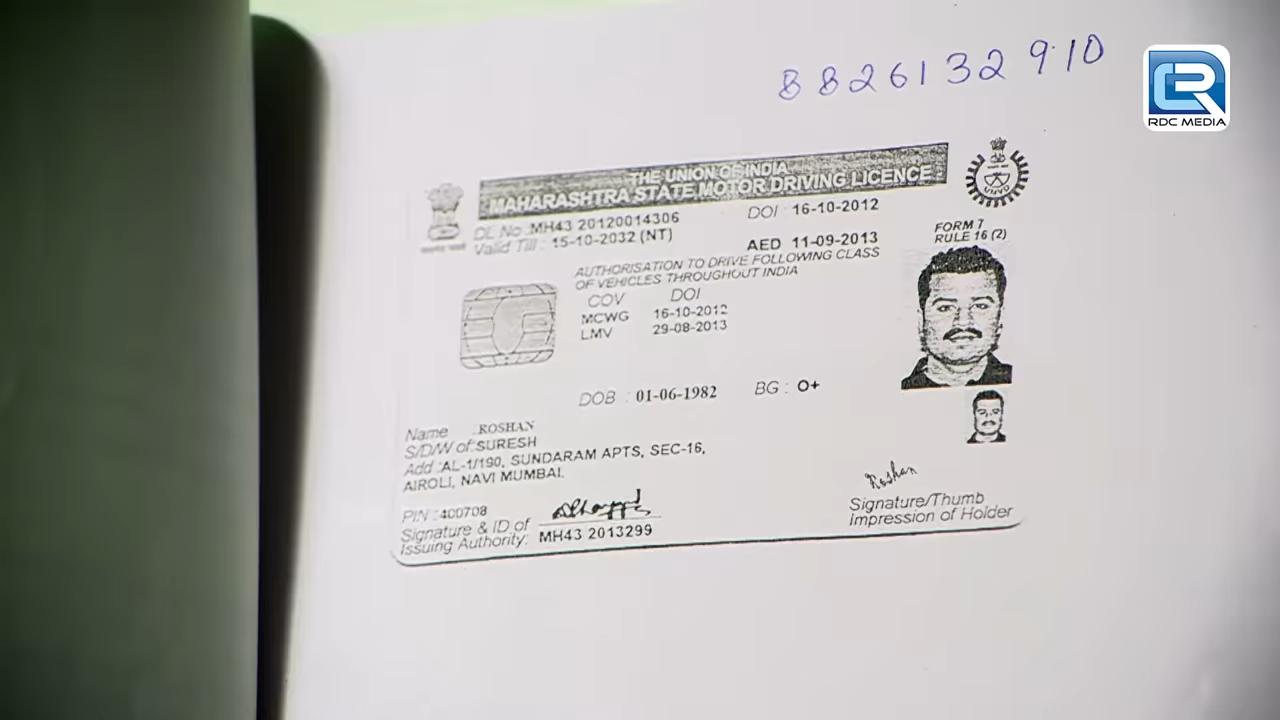 8826132910
RDC MEDIA
THE UNION OF INDIA
MAHARASHTRA STATE MOTOR DRIVING LICENCE
DL No :MH43 20120014306 DOI : 16-10-2012
Valid Till : 15-10-2032 (NT) AED 11-09-2013
FORM 7
RULE 16 (2)
AUTHORISATION TO DRIVE FOLLOWING CLASS
OF VEHICLES THROUGHOUT INDIA
COV DOI
MCWG 16-10-2012
LMV 29-08-2013
DOB : 01-06-1982 BG : O+
Name :ROSHAN
S/D/W of:SURESH
Add :AL-1/190, SUNDARAM APTS, SEC-16,
AIROLI, NAVI MUMBAI.
PIN :400708
Signature & ID of
Issuing Authority: MH43 2013299
Roshan
Signature/Thumb
Impression of Holder